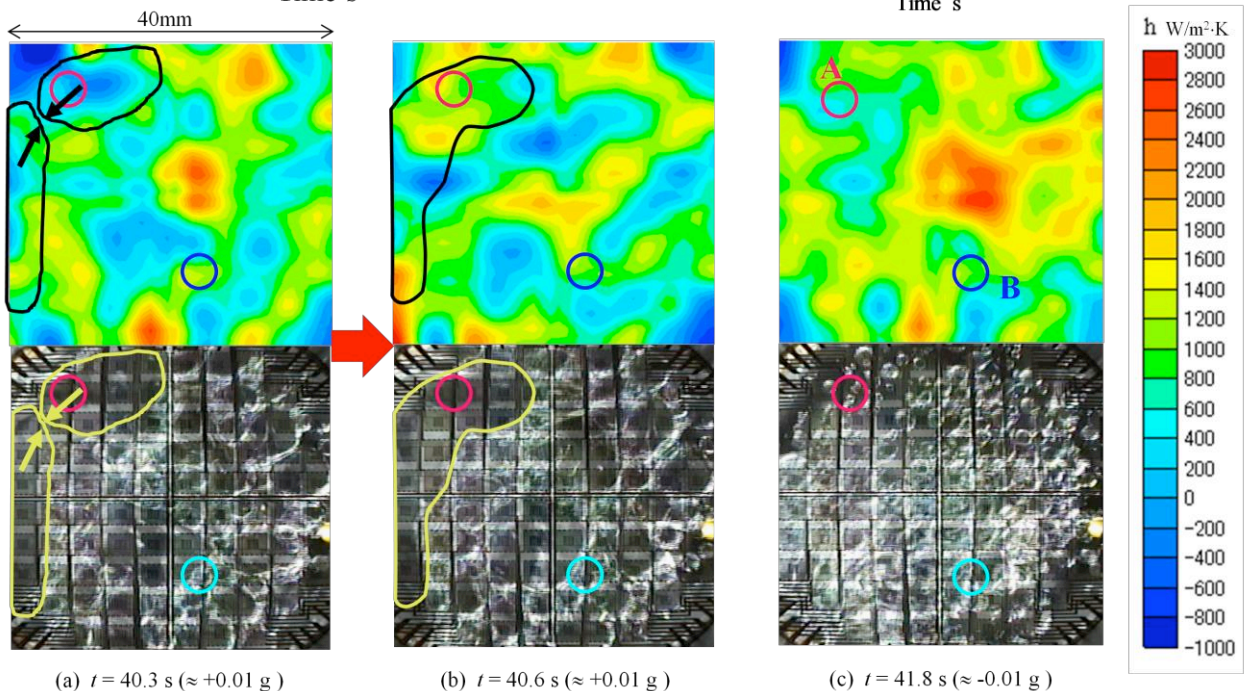 Time s
Time s
40mm
A
B
h W/m²·K
3000
2800
2600
2400
2200
2000
1800
1600
1400
1200
1000
800
600
400
200
0
−200
−400
−600
−800
−1000
(a) t = 40.3 s (≈ +0.01 g )
(b) t = 40.6 s (≈ +0.01 g )
(c) t = 41.8 s (≈ -0.01 g )